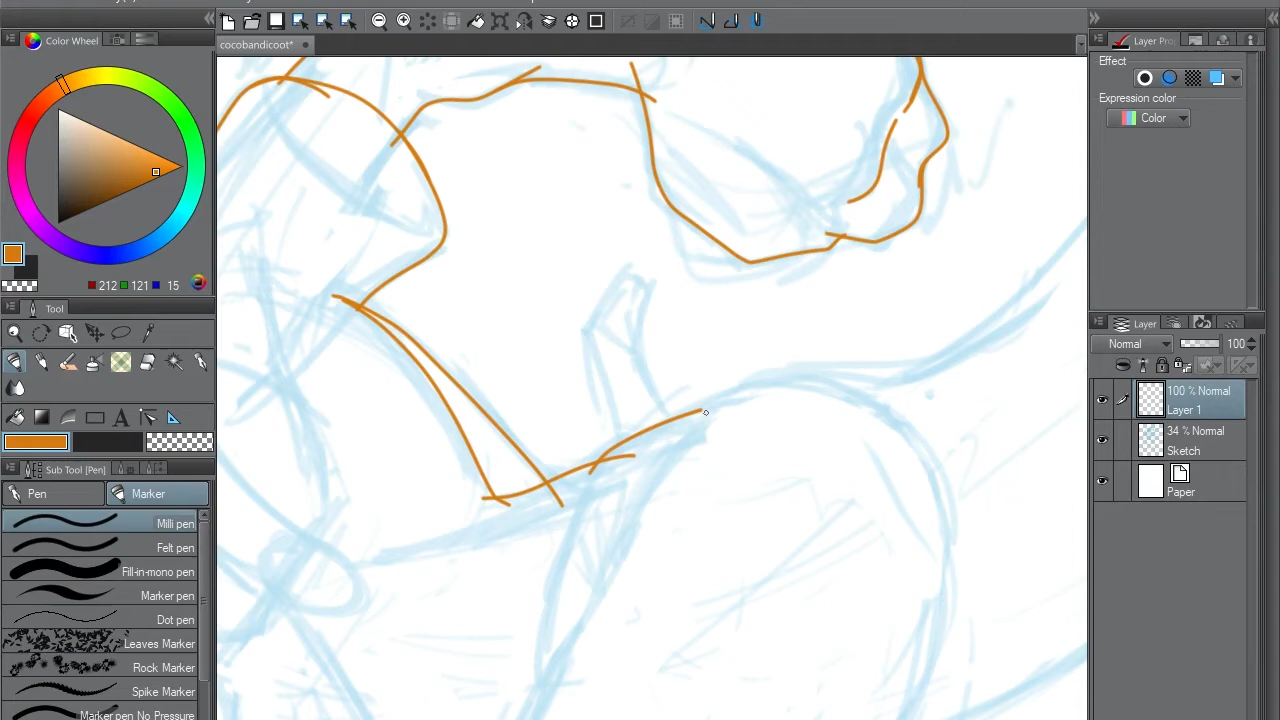 Color Wheel
cocobandicoot*
Layer Pro
Effect
Expression color
Color
212 121 15
Tool
Layer
Normal 100
100 % Normal
Layer 1
34 % Normal
Sketch
Paper
Sub Tool [Pen]
Pen Marker
Milli pen
Felt pen
Fill-in-mono pen
Marker pen
Dot pen
Leaves Marker
Rock Marker
Spike Marker
Marker pen No Pressure